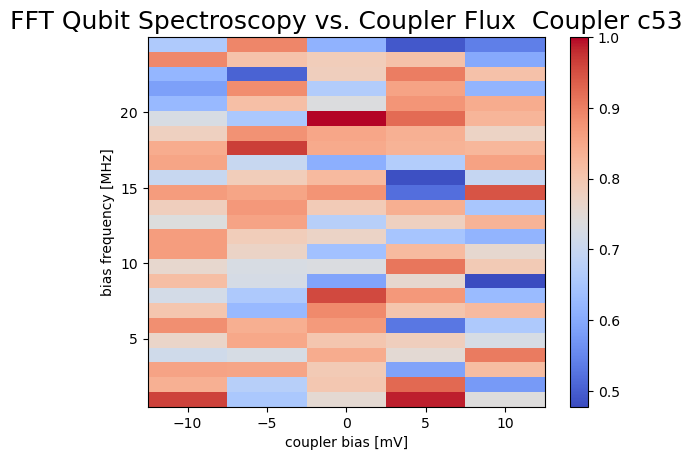 FFT Qubit Spectroscopy vs. Coupler Flux  Coupler c53
bias frequency [MHz]
20
15
10
5
−10 −5 0 5 10
coupler bias [mV]
1.0
0.9
0.8
0.7
0.6
0.5